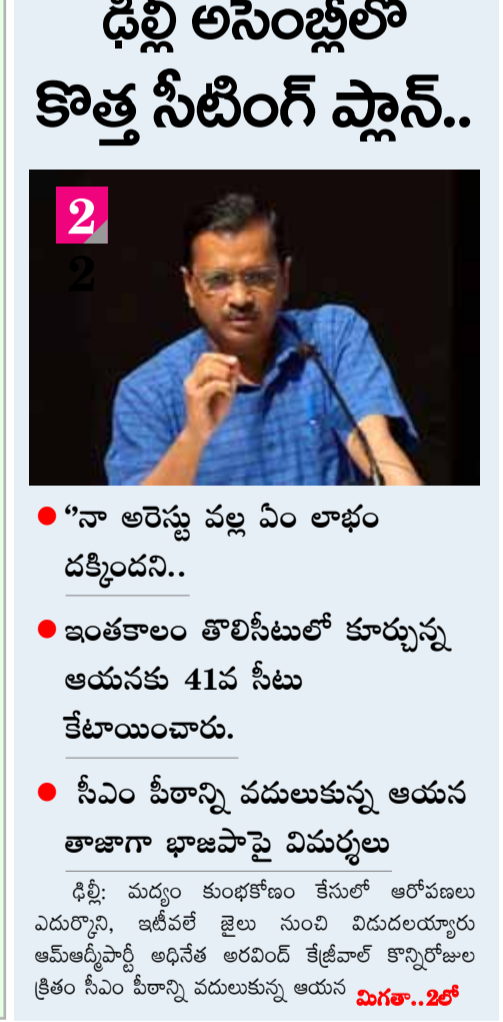 ఢిల్లీ అసెంబ్లీలో
కొత్త సీటింగ్ ప్లాన్..
2
2
● "నా అరెస్టు వల్ల ఏం లాభం
దక్కిందని..
● ఇంతకాలం తొలిసీటులో కూర్చున్న
ఆయనకు 41వ సీటు
కేటాయించారు.
● సీఎం పీఠాన్ని వదులుకున్న ఆయన
తాజాగా భాజపాపై విమర్శలు
ఢిల్లీ: మద్యం కుంభకోణం కేసులో ఆరోపణలు
ఎదుర్కొని, ఇటీవలే జైలు నుంచి విడుదలయ్యారు
ఆమ్ఆద్మీపార్టీ అధినేత అరవింద్ కేజ్రీవాల్ కొన్నిరోజుల
క్రితం సీఎం పీఠాన్ని వదులుకున్న ఆయన మిగతా..2లో